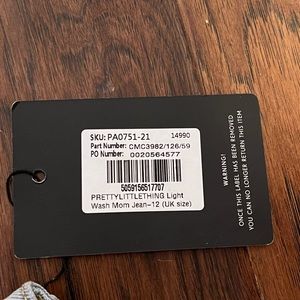 SKU: PA0751-21 14990
Part Number: CMC3982/126/59
PO Number: 0020564577
5059156517707
PRETTYLITTLETHING Light
Wash Mom Jean-12 (UK size)
WARNING!
ONCE THIS LABEL HAS BEEN REMOVED
YOU CAN NO LONGER RETURN THIS ITEM